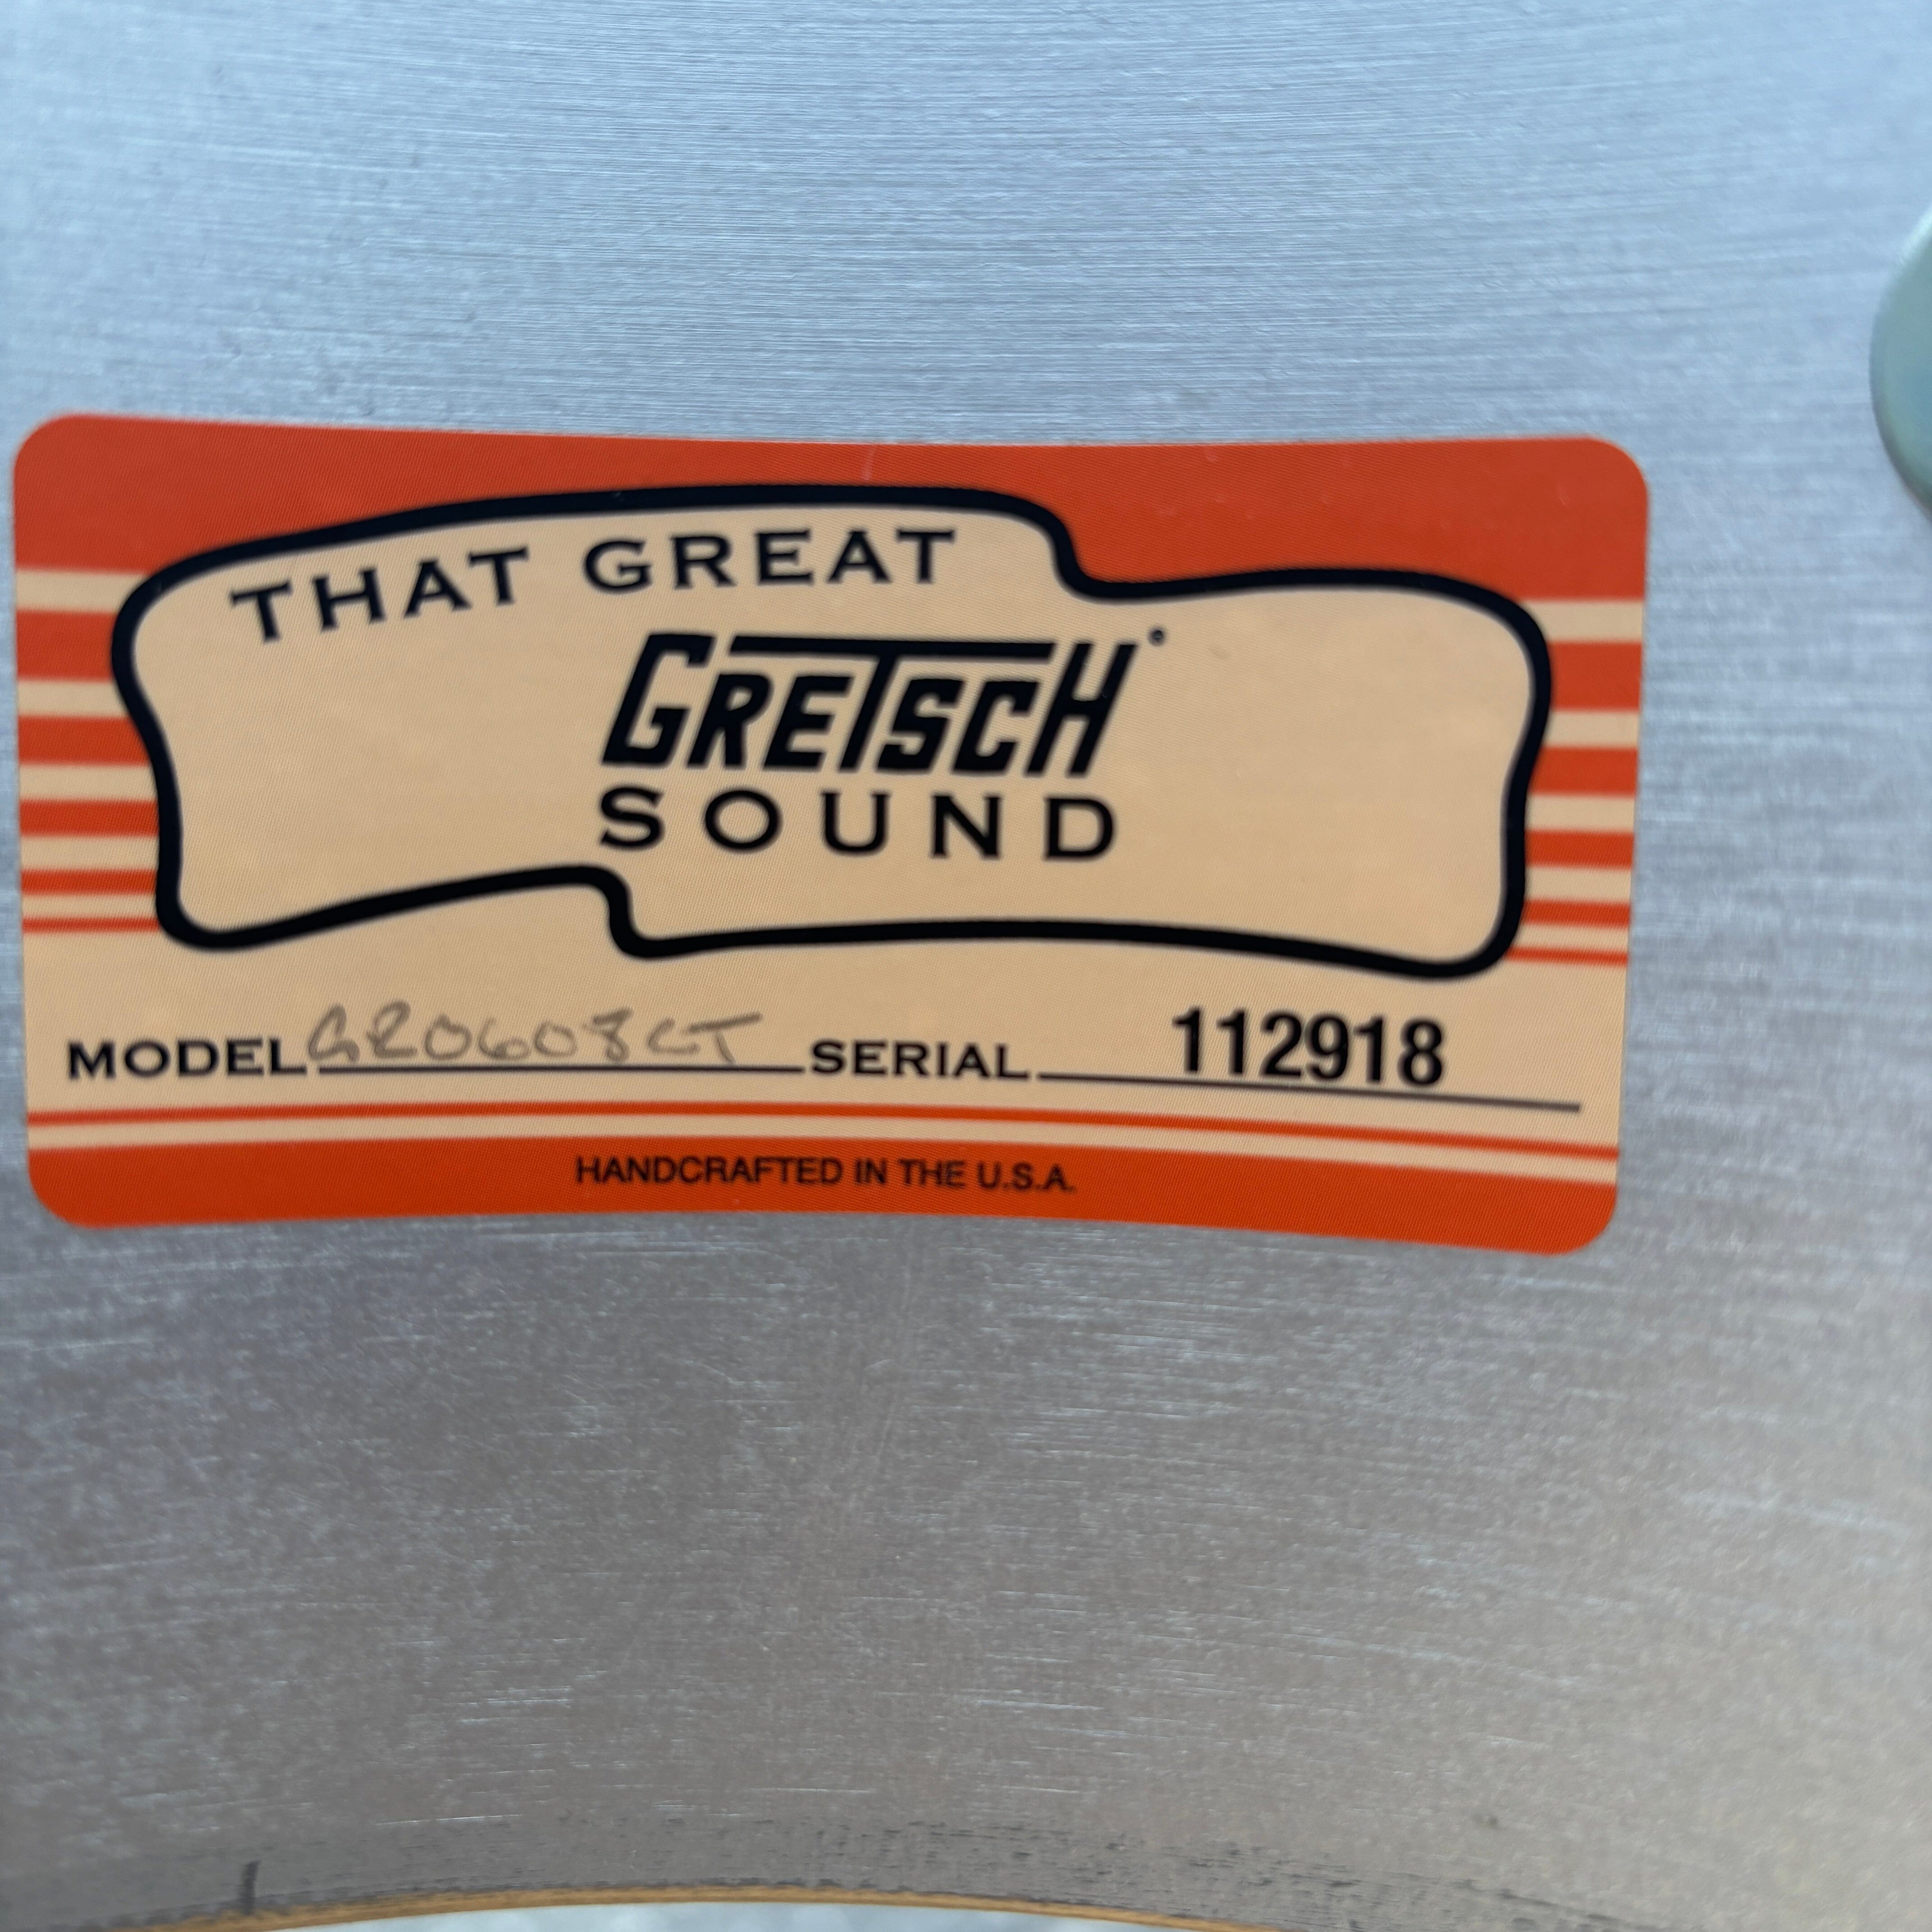 THAT GREAT
GRETSCH
SOUND
MODEL GR0608CT SERIAL 112918
HANDCRAFTED IN THE U.S.A.